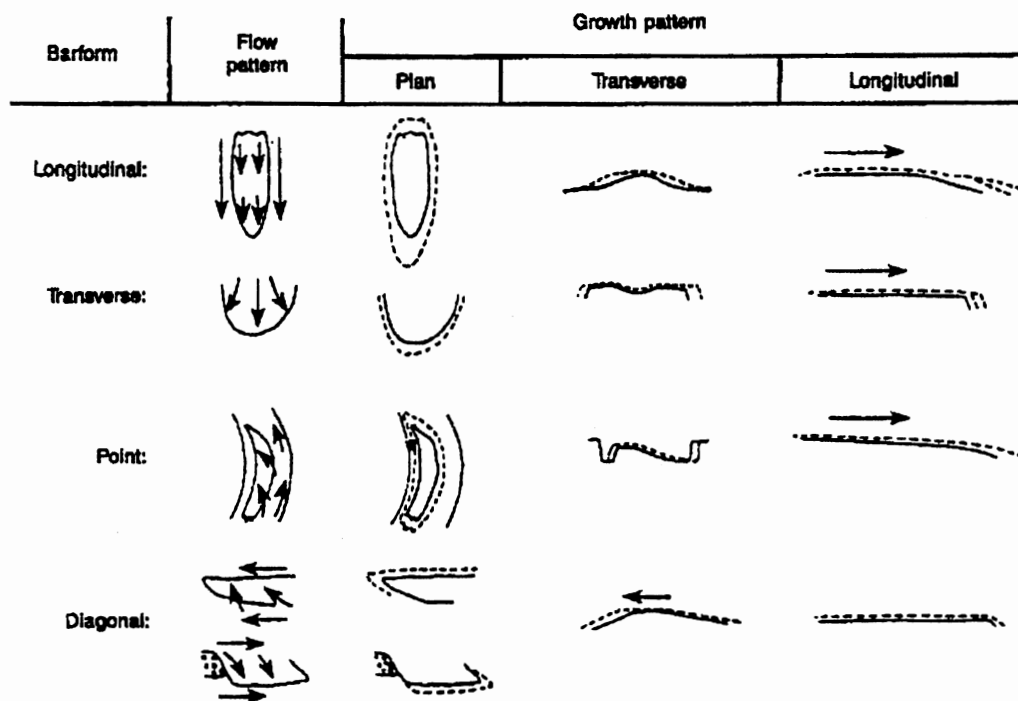 Growth pattern
Barform
Flow
pattern
Plan
Transverse
Longitudinal
Longitudinal:
Transverse:
Point:
Diagonal: